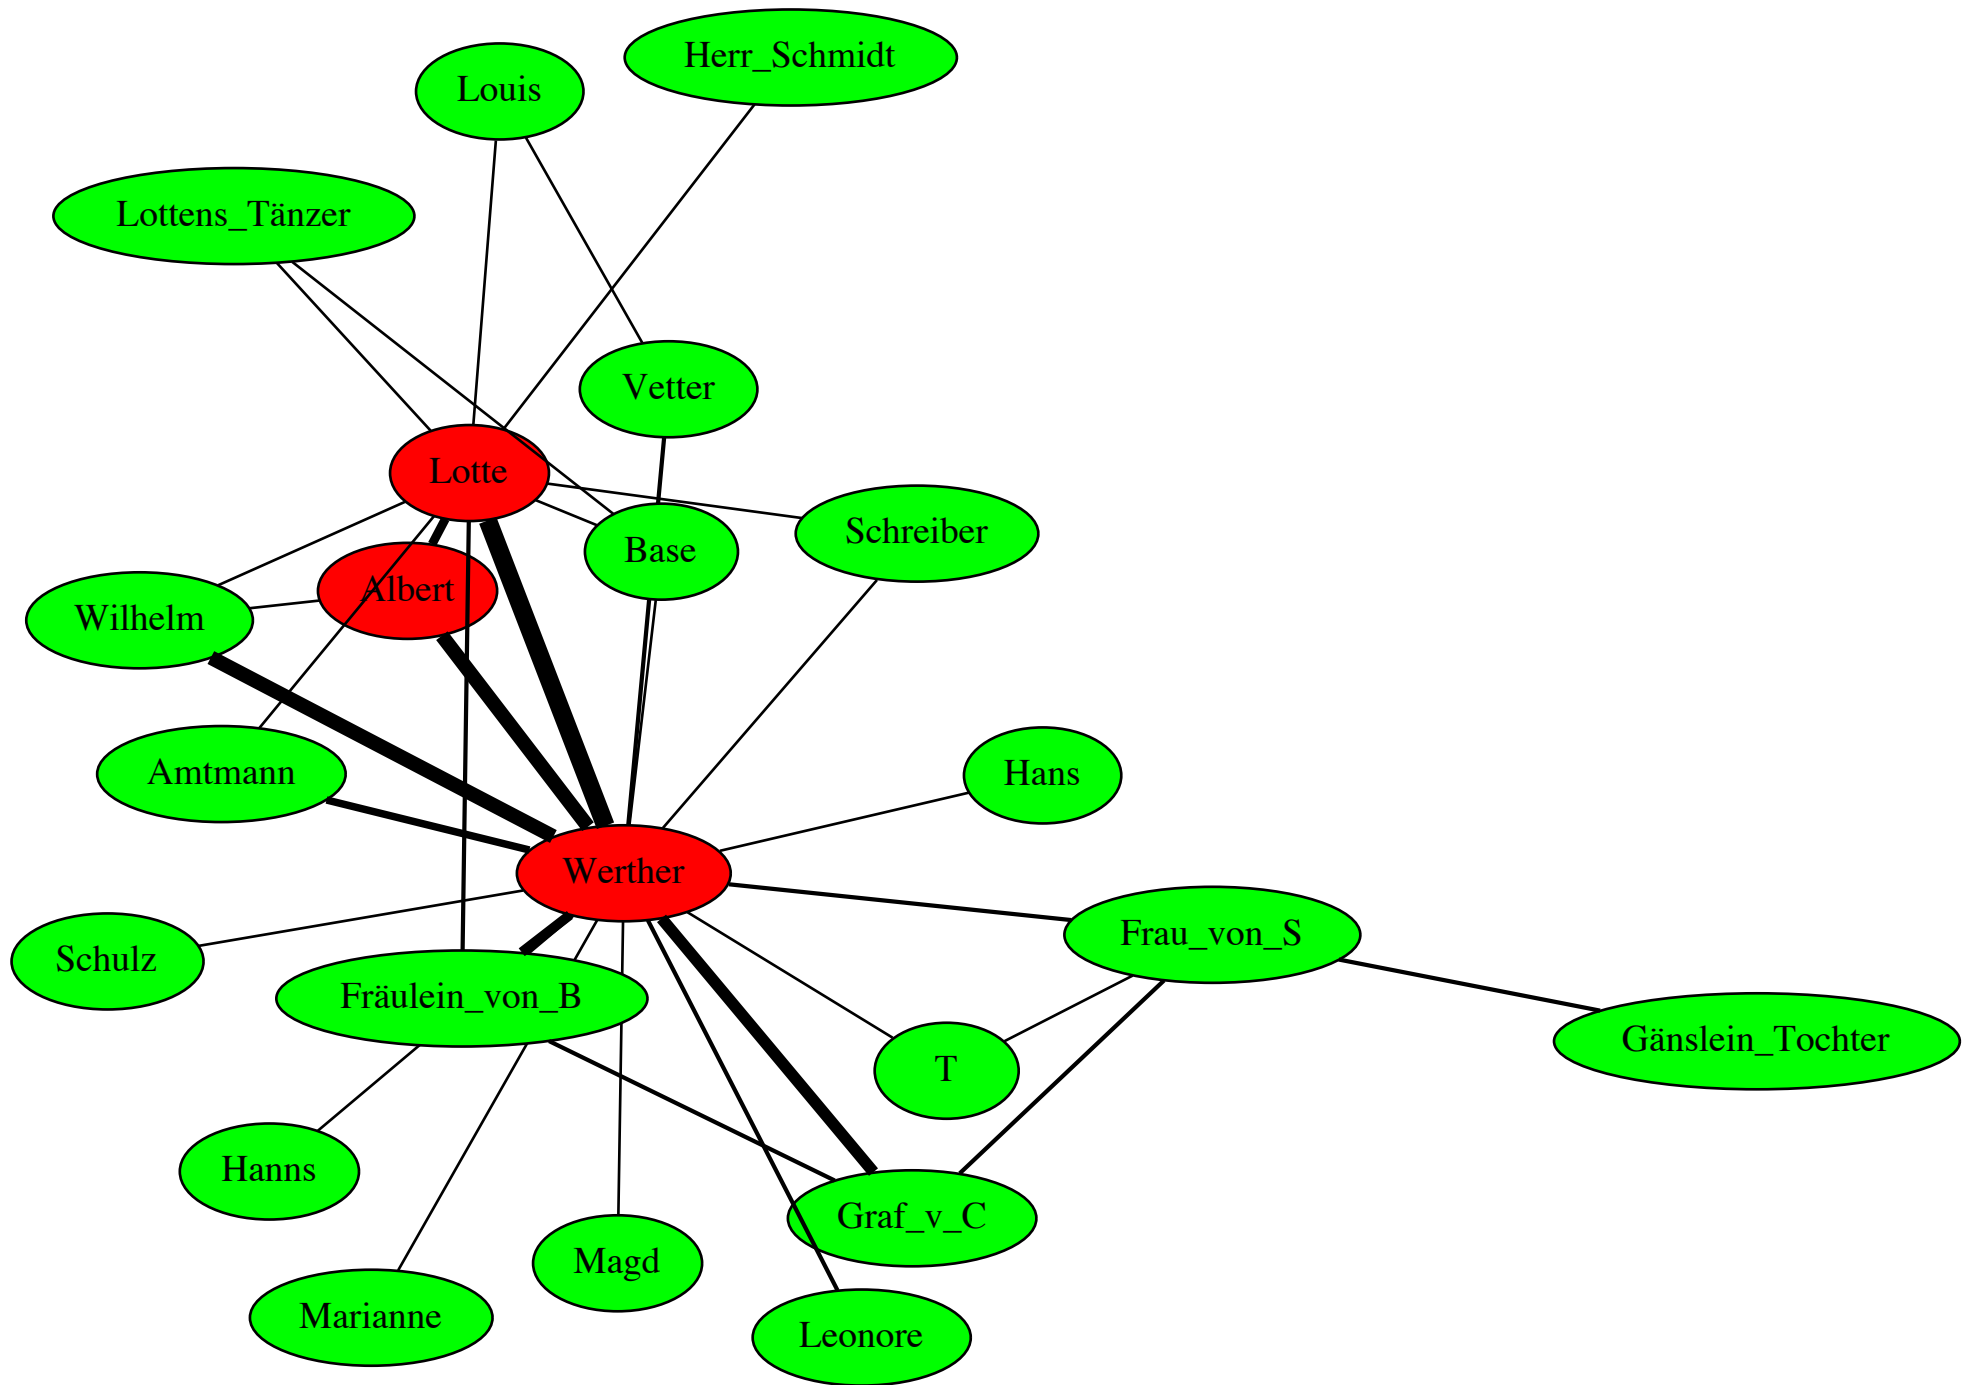 Herr_Schmidt
Louis
Lottens_Tänzer
Vetter
Lotte
Schreiber
Base
Albert
Wilhelm
Amtmann
Hans
Werther
Frau_von_S
Schulz
Fräulein_von_B
Gänslein_Tochter
T
Hanns
Graf_v_C
Magd
Marianne
Leonore